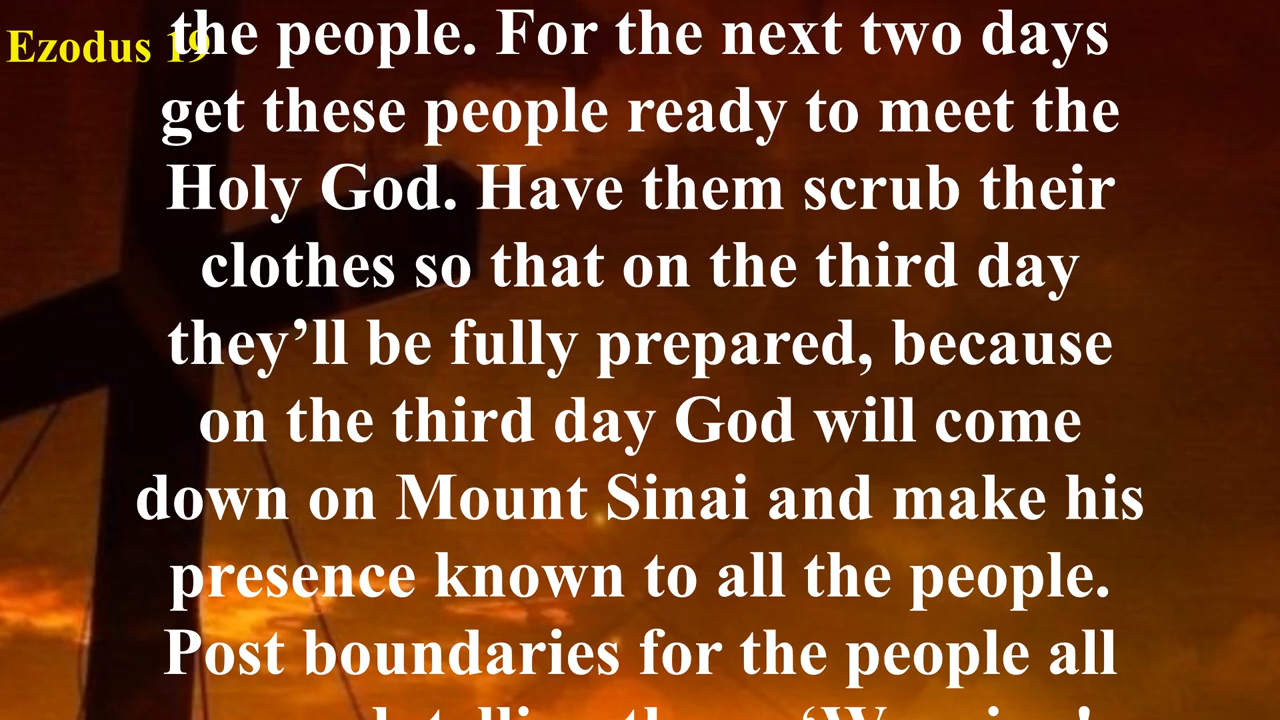 Ezodus 19
the people. For the next two days
get these people ready to meet the
Holy God. Have them scrub their
clothes so that on the third day
they’ll be fully prepared, because
on the third day God will come
down on Mount Sinai and make his
presence known to all the people.
Post boundaries for the people all
telling them, ‘Warning!